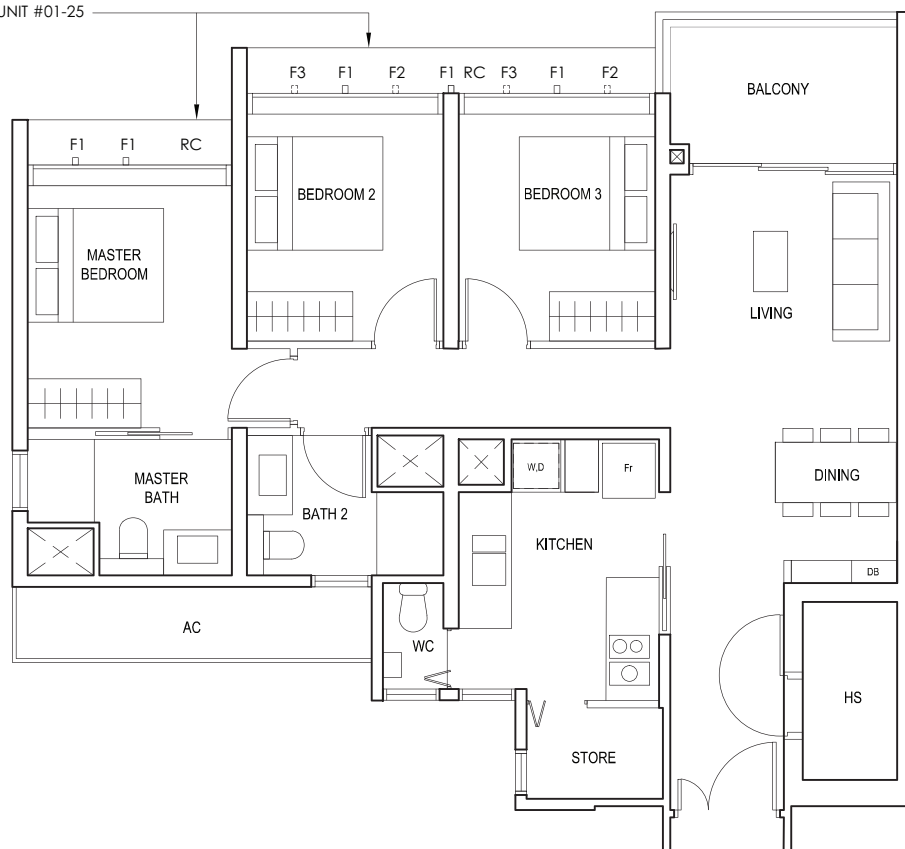 UNIT #01-25
F3 F1 F2 F1 RC F3 F1 F2
BALCONY
F1 F1 RC
BEDROOM 2
BEDROOM 3
MASTER
BEDROOM
LIVING
W,D
Fr
MASTER
BATH
DINING
BATH 2
KITCHEN
DB
AC
WC
HS
STORE